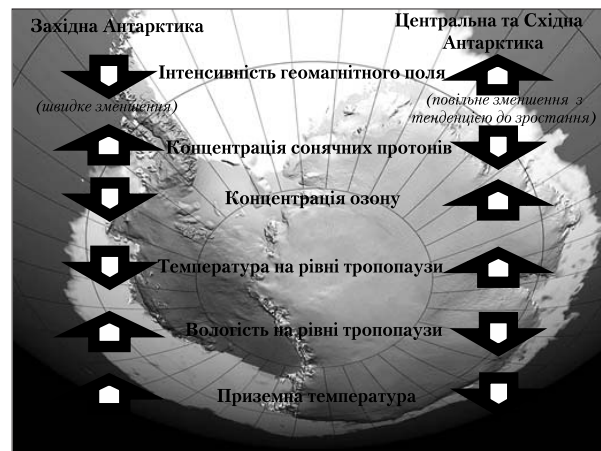 Західна Антарктика
Центральна та Східна
Антарктика
Інтенсивність геомагнітного поля
(швидке зменшення)
(повільне зменшення з
тенденцією до зростання)
Концентрація сонячних протонів
Концентрація озону
Температура на рівні тропопаузи
Вологість на рівні тропопаузи
Приземна температура